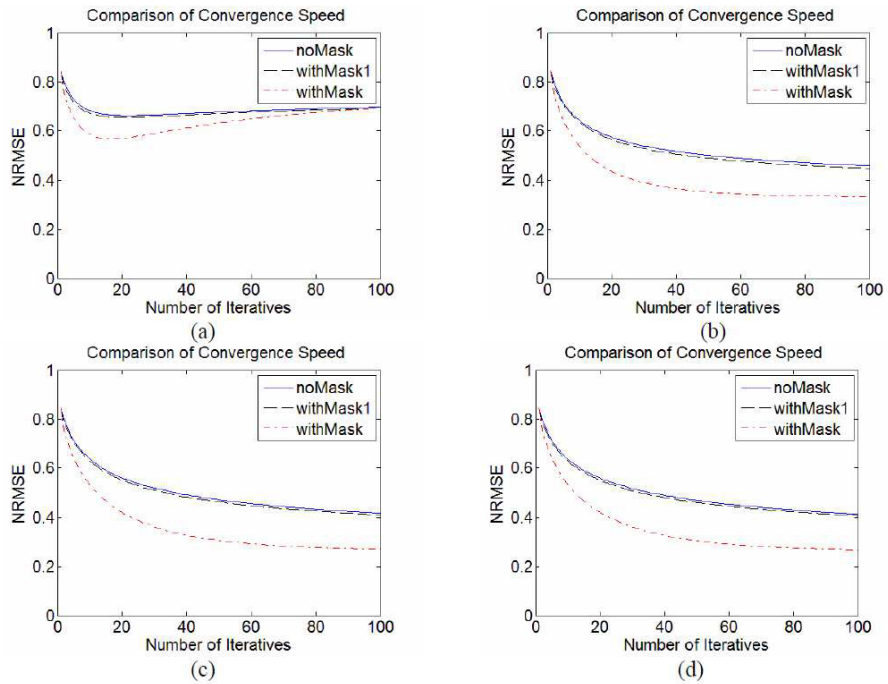 Comparison of Convergence Speed
1
0.8
0.6
0.4
0.2
0
NRMSE
noMask
withMask1
withMask
0 20 40 60 80 100
Number of Iteratives
(a)
Comparison of Convergence Speed
1
0.8
0.6
0.4
0.2
0
NRMSE
noMask
withMask1
withMask
0 20 40 60 80 100
Number of Iteratives
(b)
Comparison of Convergence Speed
1
0.8
0.6
0.4
0.2
0
NRMSE
noMask
withMask1
withMask
0 20 40 60 80 100
Number of Iteratives
(c)
Comparison of Convergence Speed
1
0.8
0.6
0.4
0.2
0
NRMSE
noMask
withMask1
withMask
0 20 40 60 80 100
Number of Iteratives
(d)